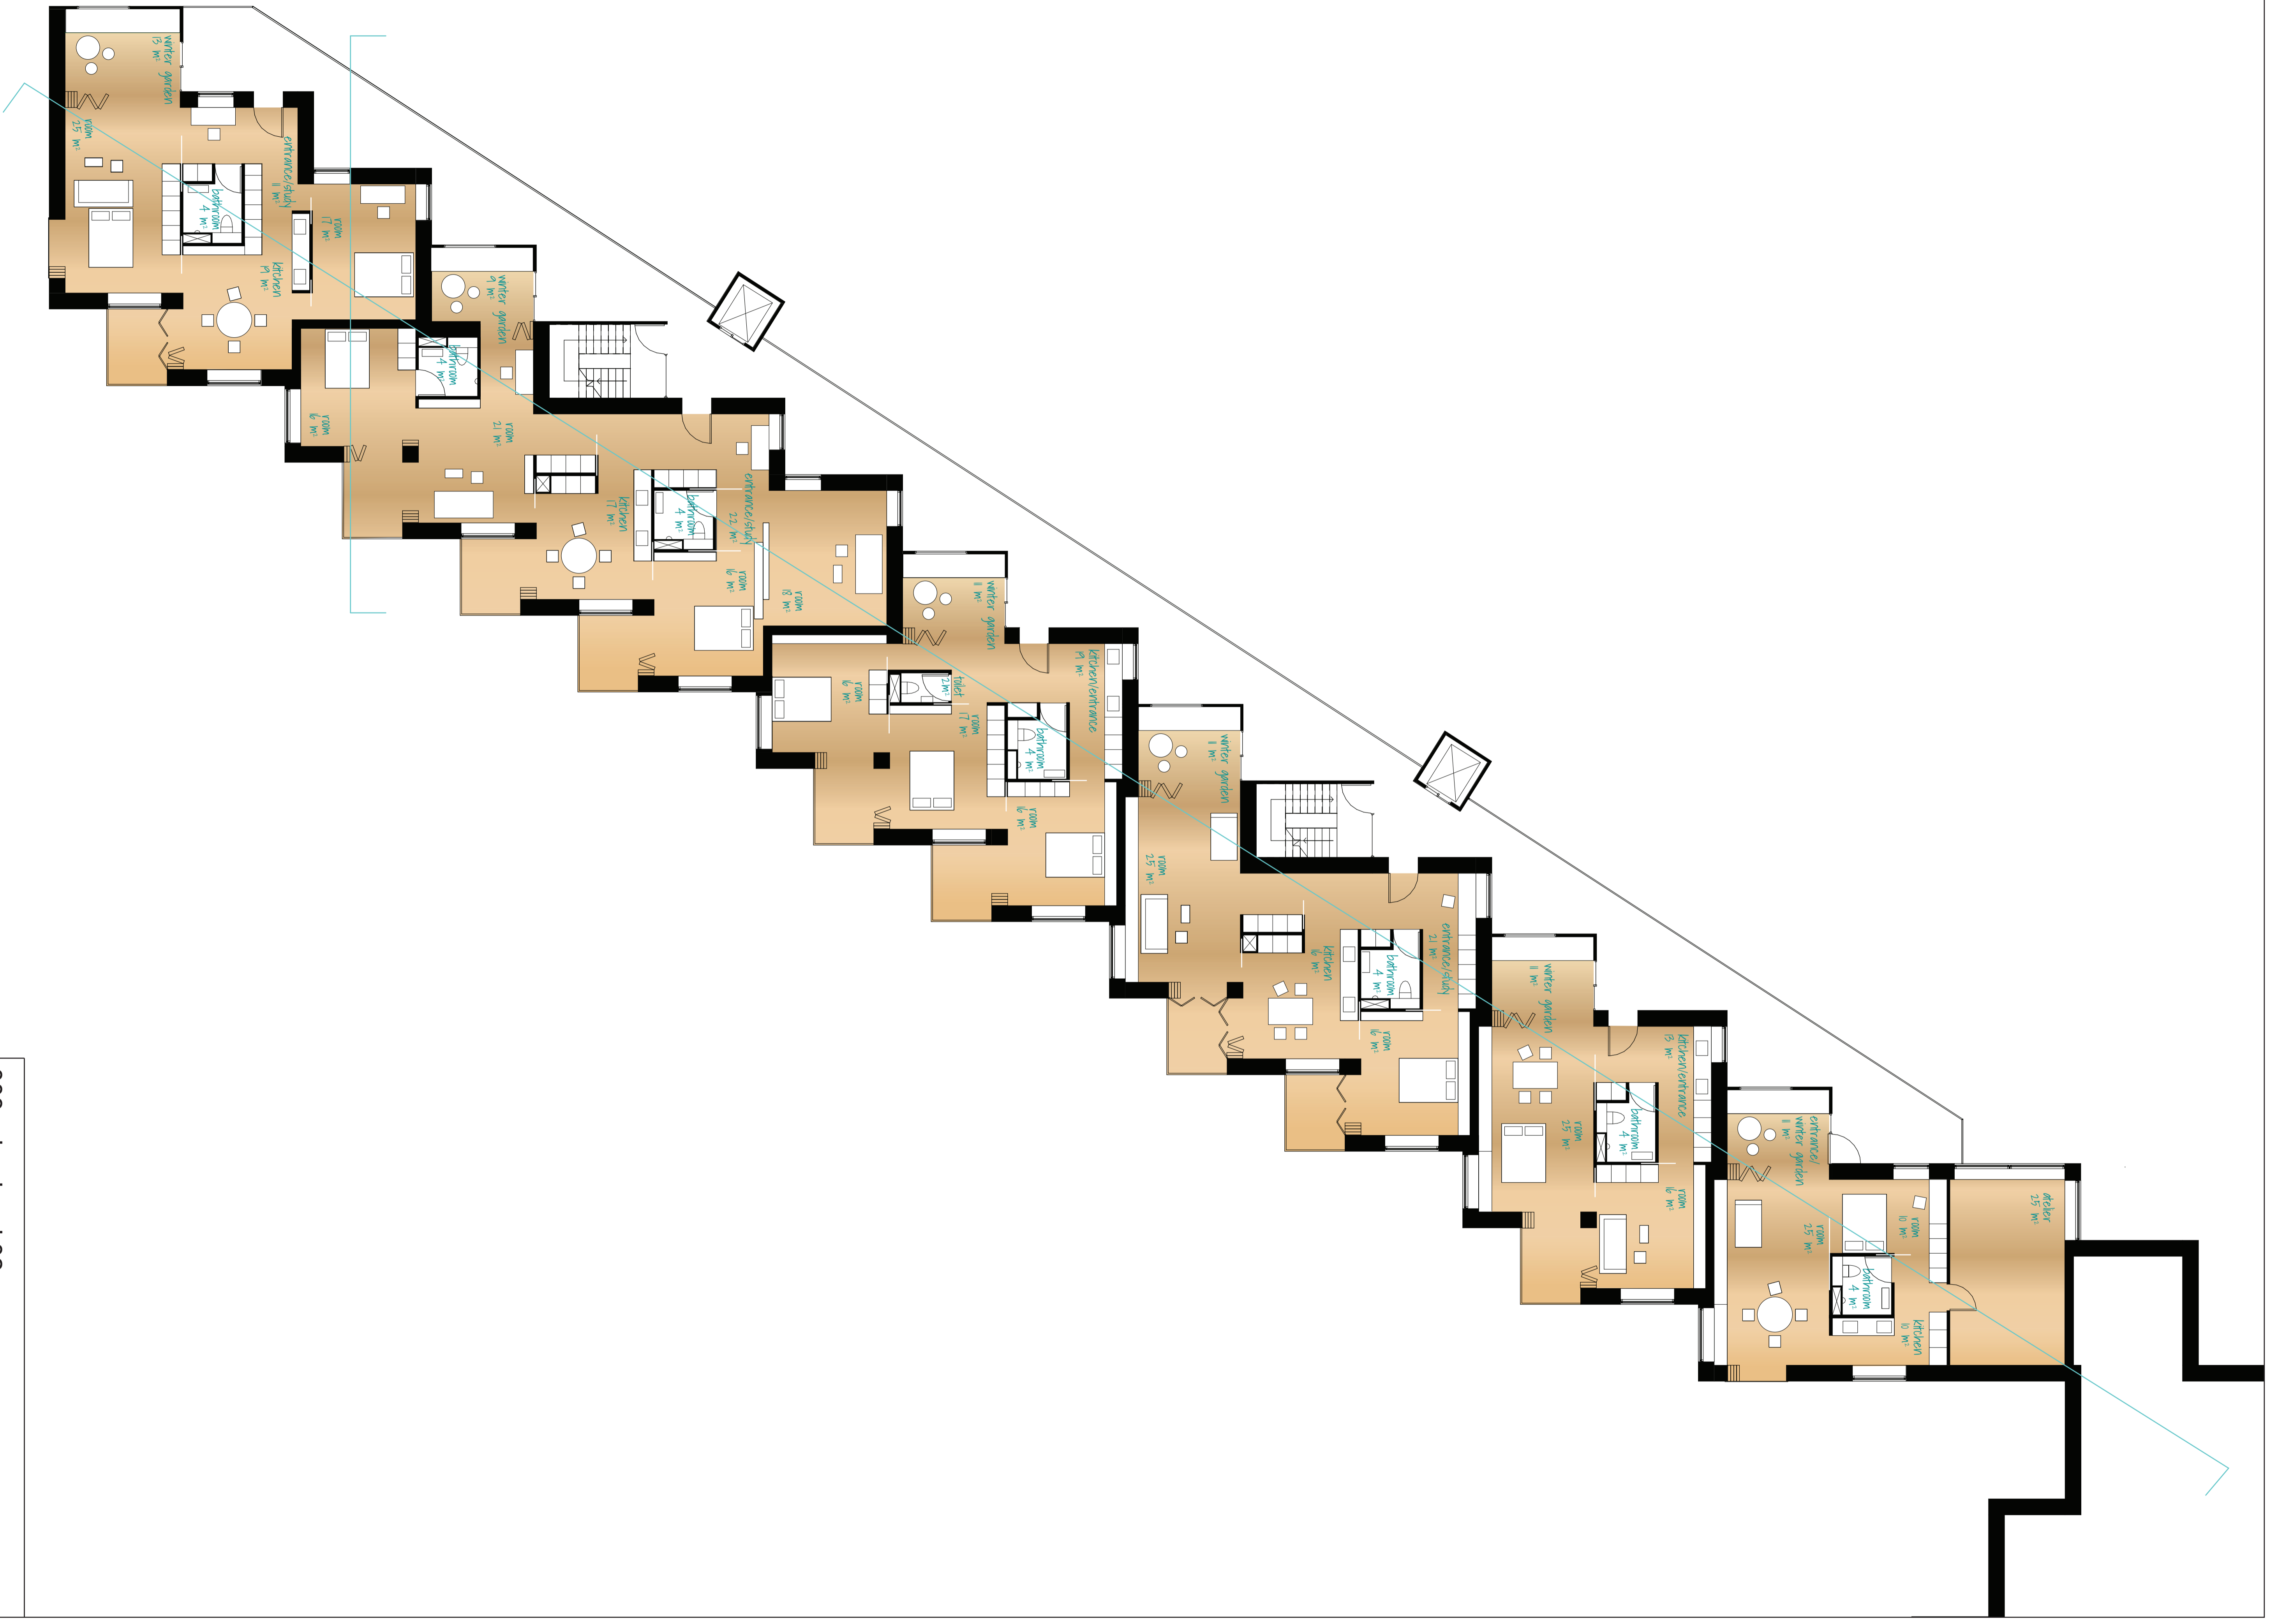 winter garden
13 m²
room
25 m²
entrance/study
11 m²
bathroom
4 m²
room
17 m²
kitchen
19 m²
winter garden
9 m²
bathroom
4 m²
room
16 m²
room
21 m²
kitchen
17 m²
bathroom
4 m²
entrance/study
22 m²
room
16 m²
room
18 m²
winter garden
11 m²
kitchen/entrance
19 m²
toilet
2m²
room
16 m²
room
17 m²
bathroom
4 m²
room
16 m²
winter garden
11 m²
room
25 m²
entrance/study
21 m²
kitchen
16 m²
bathroom
4 m²
room
16 m²
winter garden
11 m²
kitchen/entrance
13 m²
room
25 m²
bathroom
4 m²
room
16 m²
entrance/
winter garden
11 m²
room
25 m²
room
10 m²
bathroom
4 m²
kitchen
10 m²
atelier
25 m²